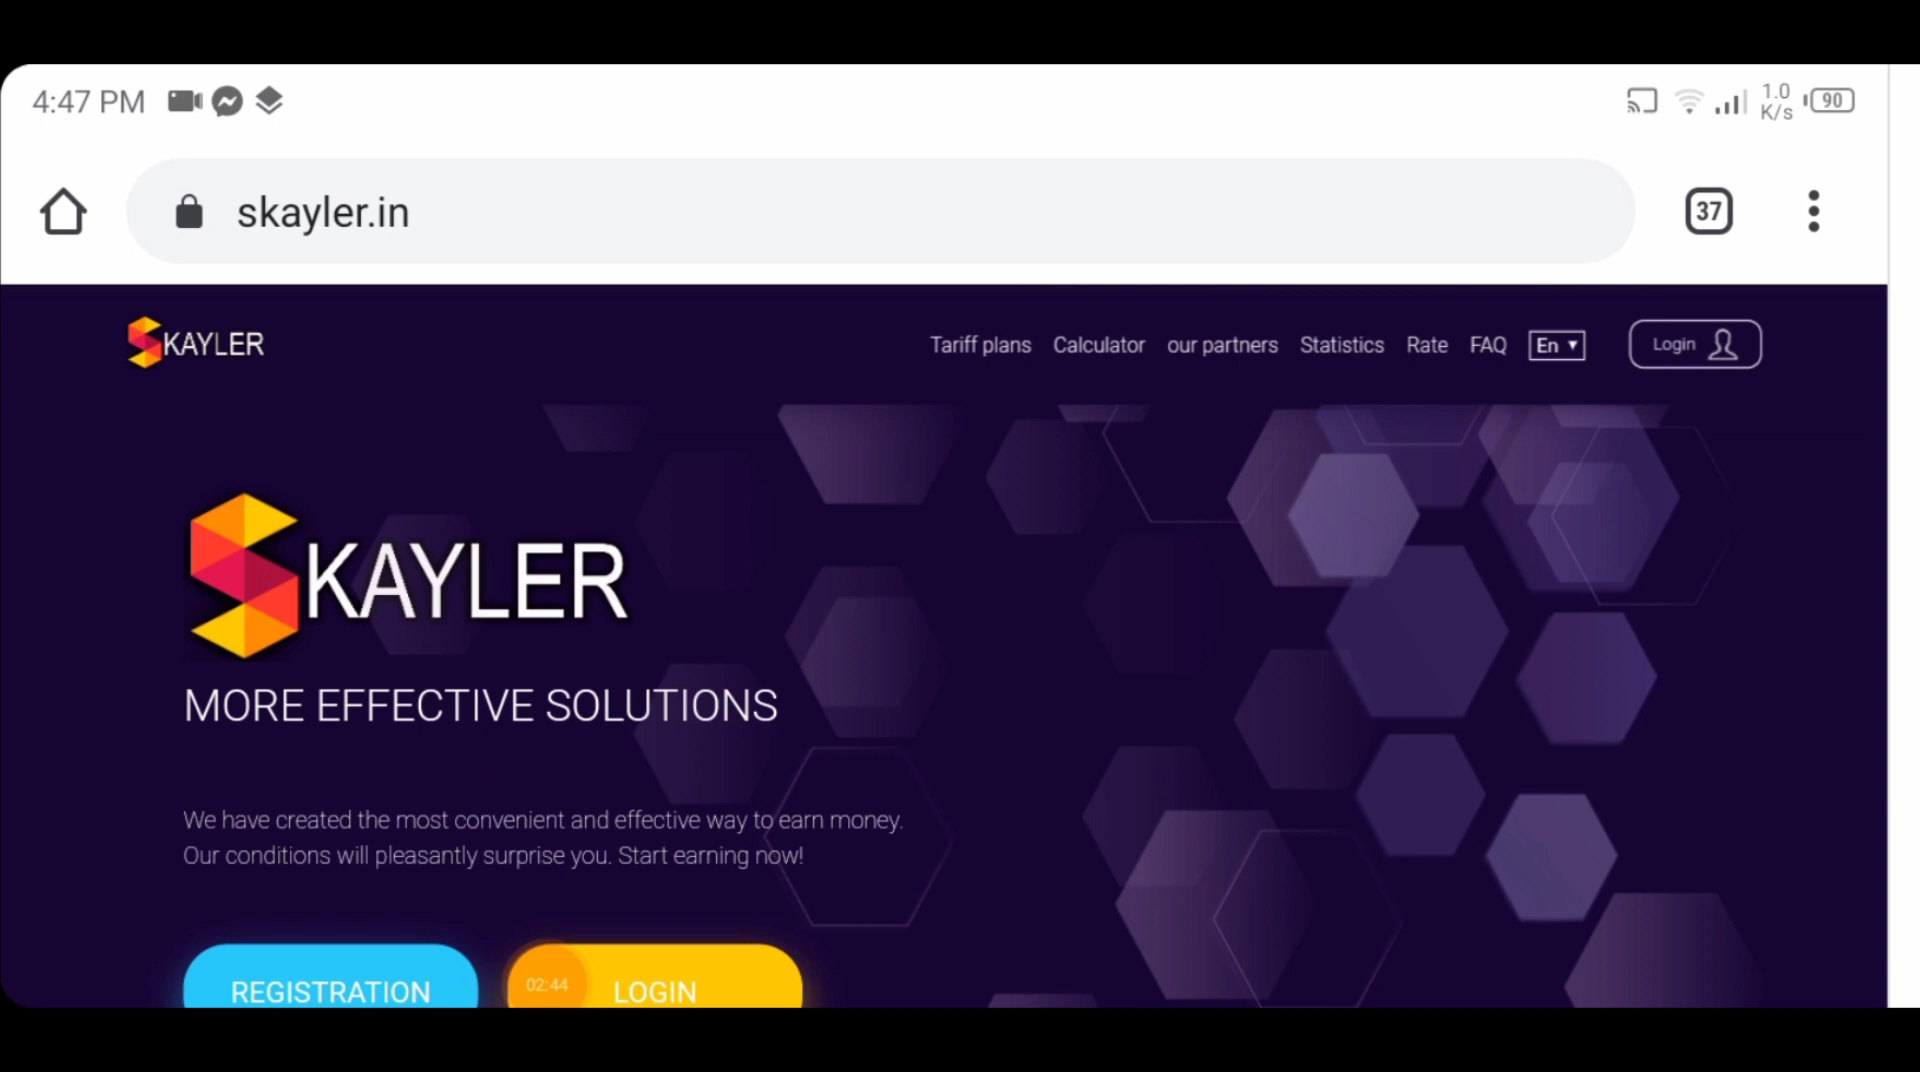 4:47 PM
1.0
K/s
90
skayler.in
37
KAYLER
Tariff plans Calculator our partners Statistics Rate FAQ En Login
KAYLER
MORE EFFECTIVE SOLUTIONS
We have created the most convenient and effective way to earn money.
Our conditions will pleasantly surprise you. Start earning now!
REGISTRATION
02:44
LOGIN